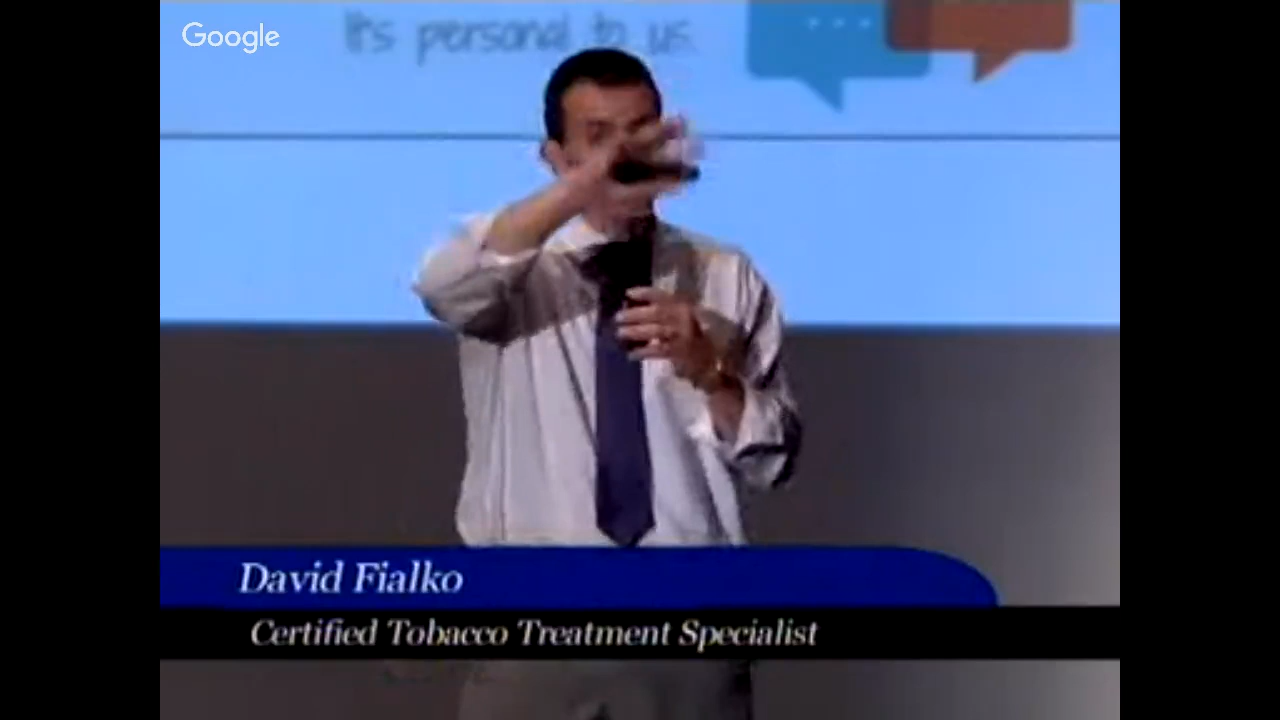 Google
It's personal to us.
David Fialko
Certified Tobacco Treatment Specialist